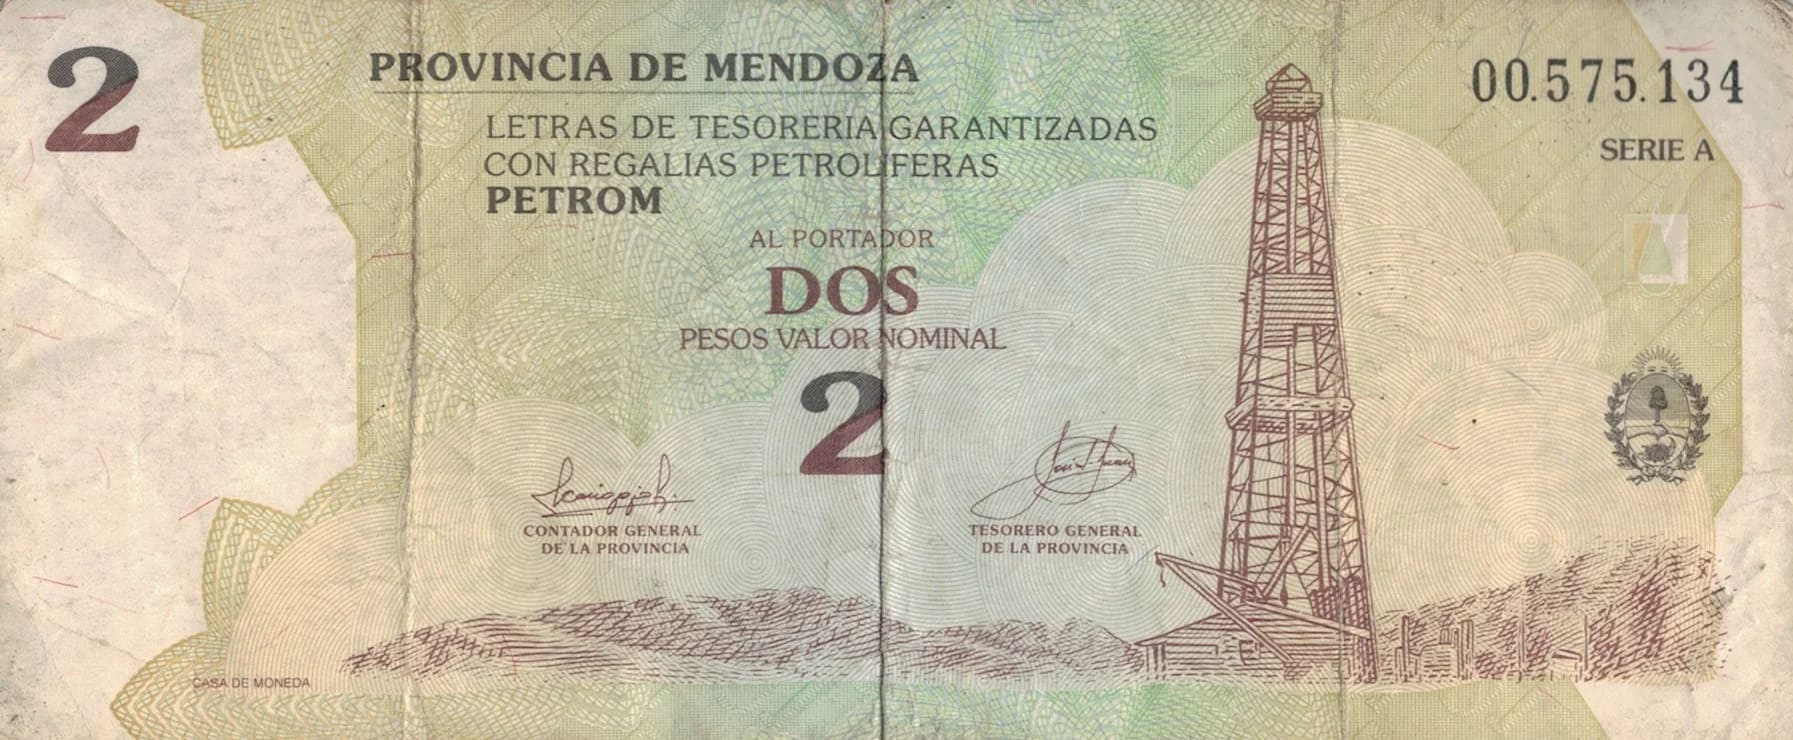 2
PROVINCIA DE MENDOZA
00.575.134
SERIE A
LETRAS DE TESORERIA GARANTIZADAS
CON REGALIAS PETROLIFERAS
PETROM
AL PORTADOR
DOS
PESOS VALOR NOMINAL
2
CONTADOR GENERAL
DE LA PROVINCIA
TESORERO GENERAL
DE LA PROVINCIA
CASA DE MONEDA